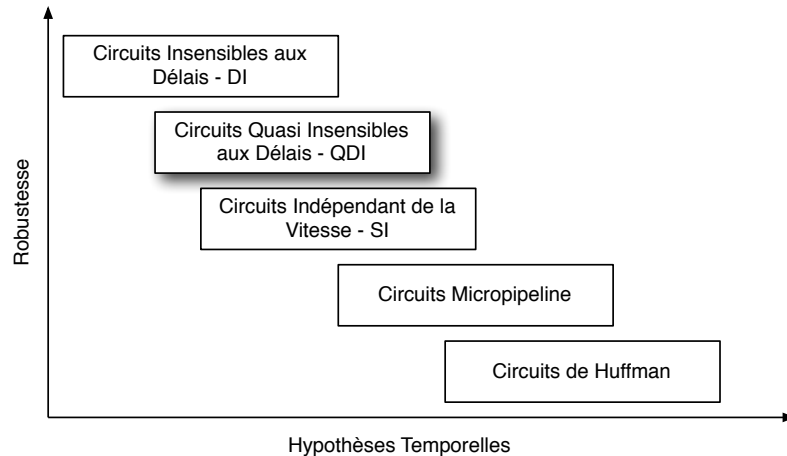 Circuits Insensibles aux
Délais - DI
Circuits Quasi Insensibles
aux Délais - QDI
Circuits Indépendant de la
Vitesse - SI
Circuits Micropipeline
Circuits de Huffman
Robustesse
Hypothèses Temporelles